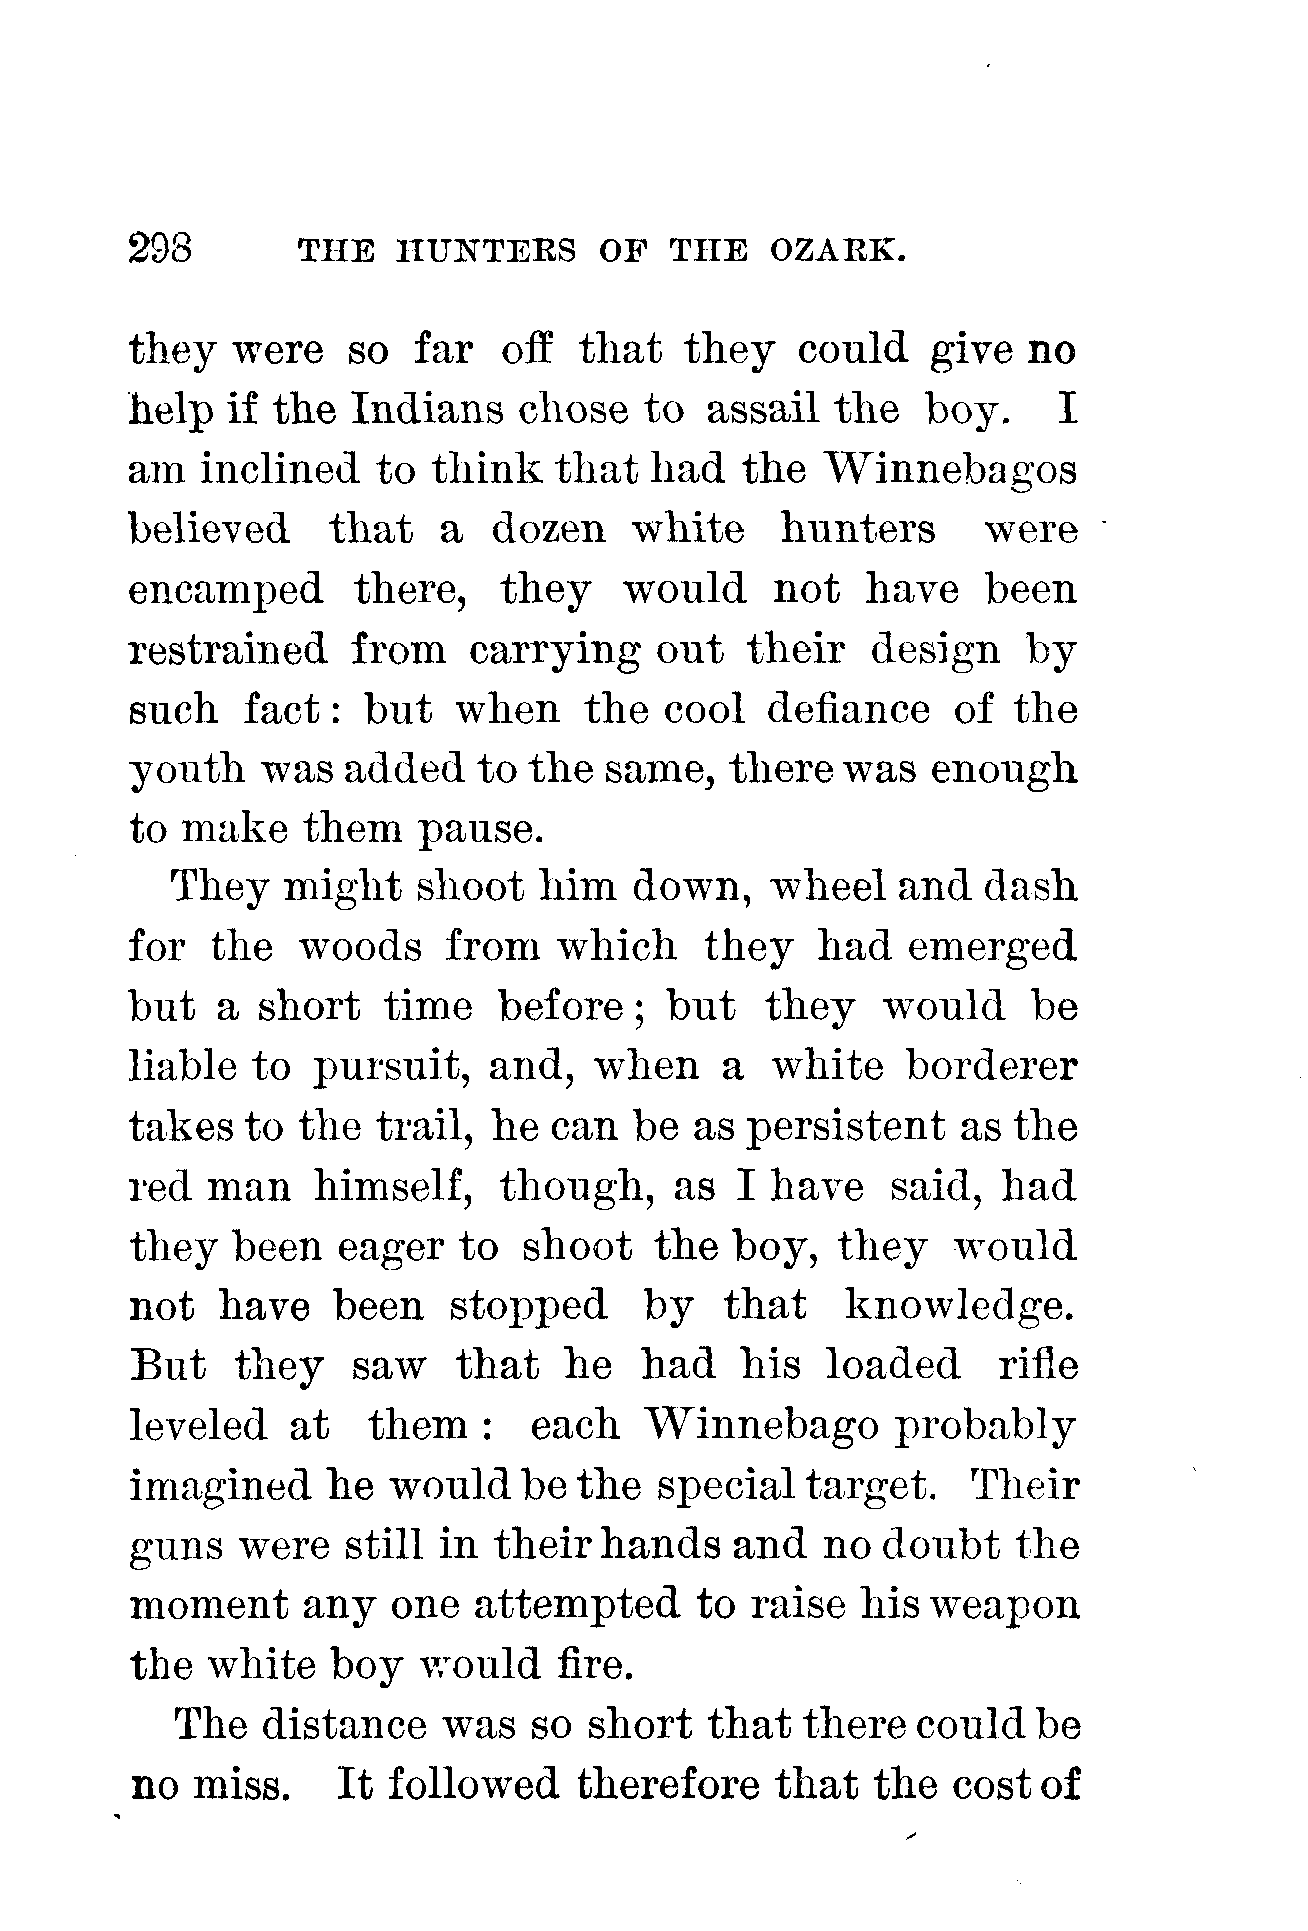 298 THE HUNTERS OF THE OZARK.
they were so far off that they could give no
help if the Indians chose to assail the boy. I
am inclined to think that had the Winnebagos
believed that a dozen white hunters were
encamped there, they would not have been
restrained from carrying out their design by
such fact : but when the cool defiance of the
youth was added to the same, there was enough
to make them pause.
They might shoot him down, wheel and dash
for the woods from which they had emerged
but a short time before ; but they would be
liable to pursuit, and, when a white borderer
takes to the trail, he can be as persistent as the
red man himself, though, as I have said, had
they been eager to shoot the boy, they would
not have been stopped by that knowledge.
But they saw that he had his loaded rifle
leveled at them : each Winnebago probably
imagined he would be the special target. Their
guns were still in their hands and no doubt the
moment any one attempted to raise his weapon
the white boy would fire.
The distance was so short that there could be
no miss. It followed therefore that the cost of